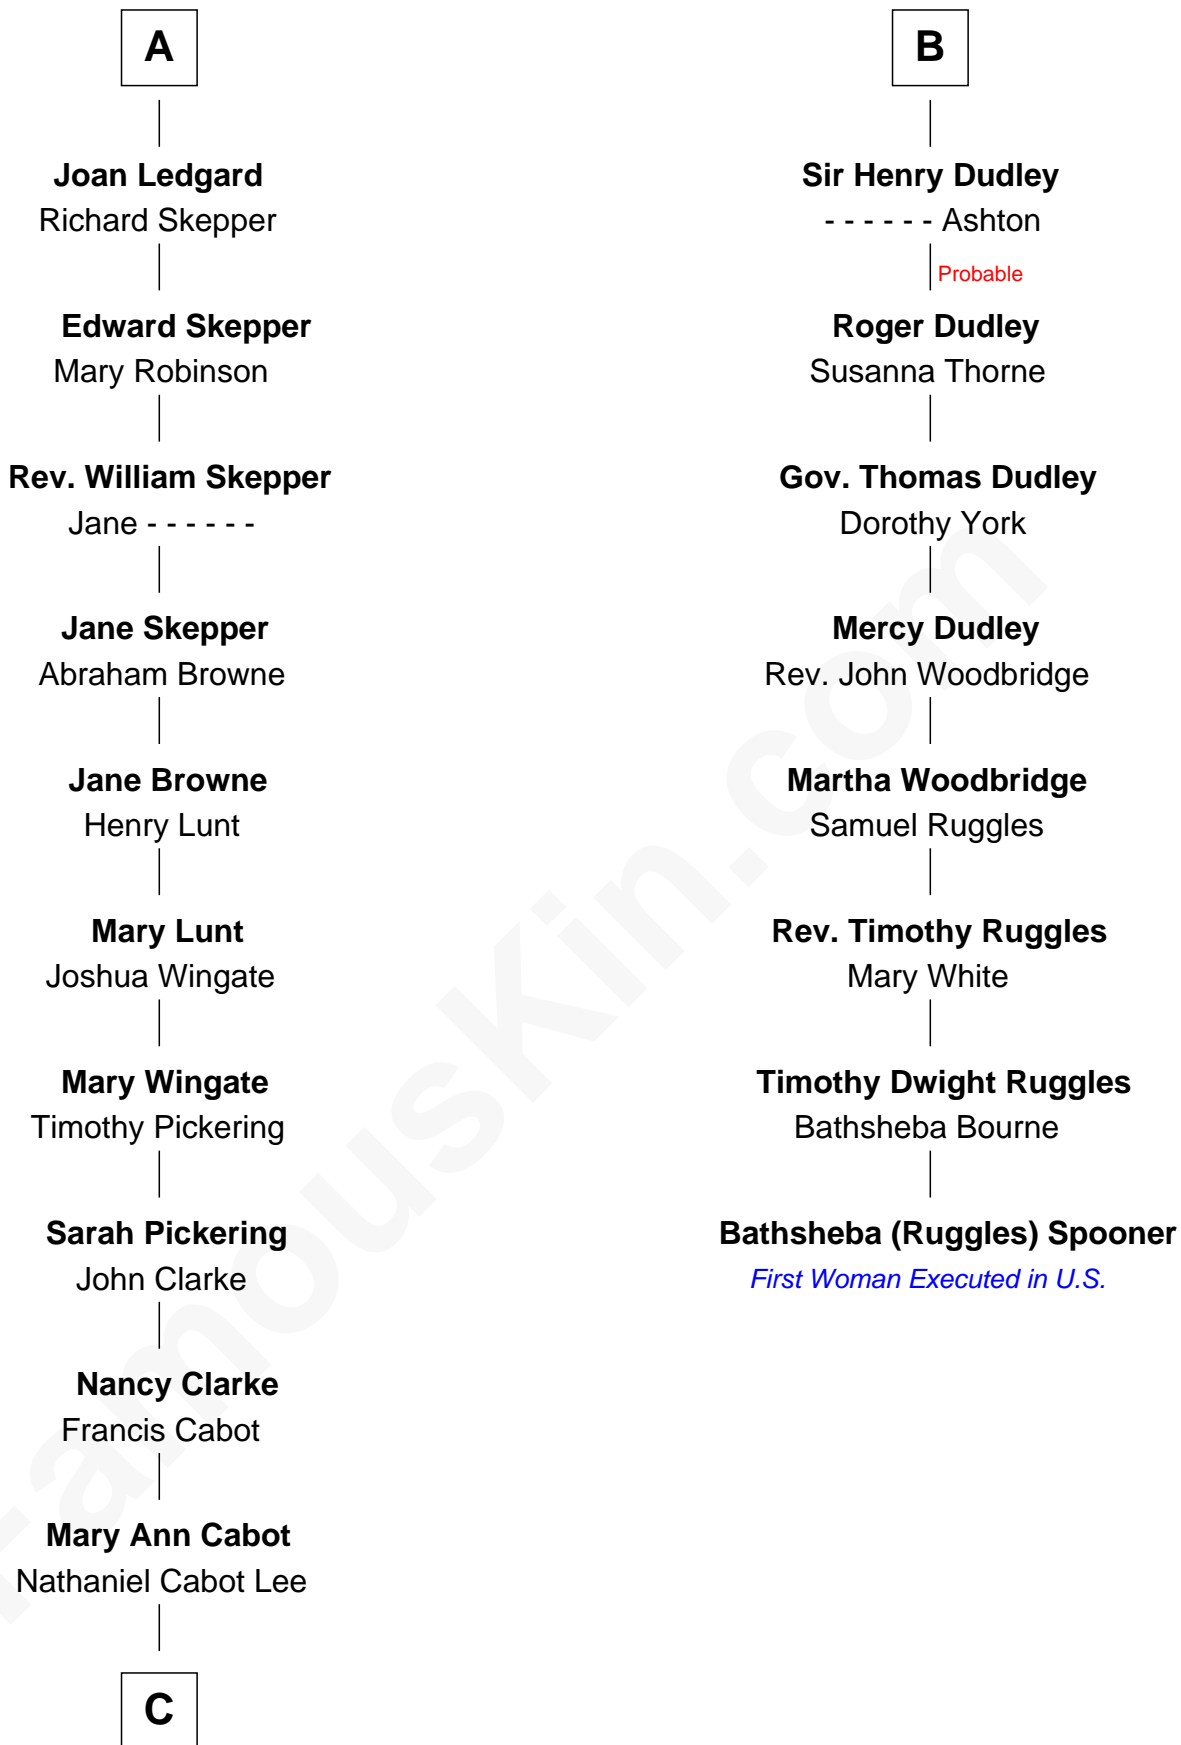 A
Joan Ledgard
Richard Skepper
Edward Skepper
Mary Robinson
Rev. William Skepper
Jane - - - - - -
Jane Skepper
Abraham Browne
Jane Browne
Henry Lunt
Mary Lunt
Joshua Wingate
Mary Wingate
Timothy Pickering
Sarah Pickering
John Clarke
Nancy Clarke
Francis Cabot
Mary Ann Cabot
Nathaniel Cabot Lee
C
B
Sir Henry Dudley
- - - - - - Ashton
Probable
Roger Dudley
Susanna Thorne
Gov. Thomas Dudley
Dorothy York
Mercy Dudley
Rev. John Woodbridge
Martha Woodbridge
Samuel Ruggles
Rev. Timothy Ruggles
Mary White
Timothy Dwight Ruggles
Bathsheba Bourne
Bathsheba (Ruggles) Spooner
First Woman Executed in U.S.
FamousKin.com